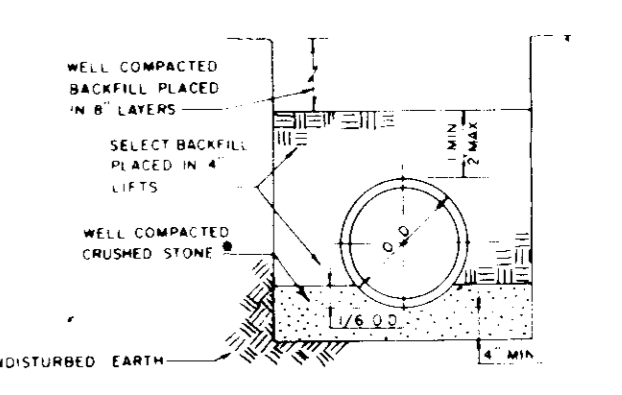 WELL COMPACTED
BACKFILL PLACED
IN 8" LAYERS
1' MIN
2' MAX
SELECT BACKFILL
PLACED IN 4"
LIFTS
WELL COMPACTED
CRUSHED STONE
O D
1/6 O D
NDISTURBED EARTH
4" MIN